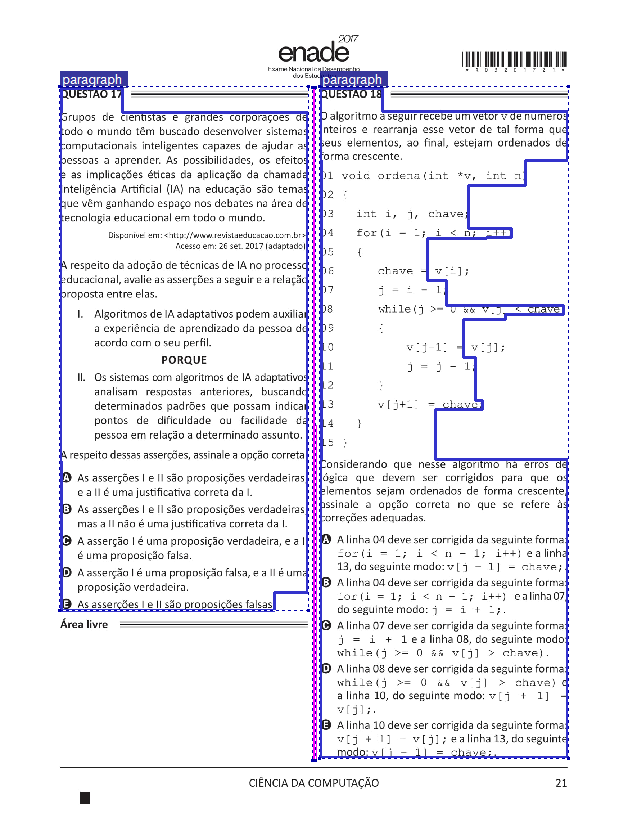 2017
enade
Exame Nacional de Desempenho
dos Estu
paragraph
QUESTÃO 17
Grupos de cientistas e grandes corporações de
todo o mundo têm buscado desenvolver sistemas
computacionais inteligentes capazes de ajudar as
pessoas a aprender. As possibilidades, os efeitos
e as implicações éticas da aplicação da chamada
Inteligência Artificial (IA) na educação são temas
que vêm ganhando espaço nos debates na área de
tecnologia educacional em todo o mundo.
Disponível em: <http://www.revistaeducacao.com.br>
Acesso em: 26 set. 2017 (adaptado)
A respeito da adoção de técnicas de IA no processo
educacional, avalie as asserções a seguir e a relação
proposta entre elas.
I. Algoritmos de IA adaptativos podem auxiliar
a experiência de aprendizado da pessoa de
acordo com o seu perfil.
PORQUE
II. Os sistemas com algoritmos de IA adaptativos
analisam respostas anteriores, buscando
determinados padrões que possam indicar
pontos de dificuldade ou facilidade da
pessoa em relação a determinado assunto.
A respeito dessas asserções, assinale a opção correta
A As asserções I e II são proposições verdadeiras
e a II é uma justificativa correta da I.
B As asserções I e II são proposições verdadeiras
mas a II não é uma justificativa correta da I.
C A asserção I é uma proposição verdadeira, e a I
é uma proposição falsa.
D A asserção I é uma proposição falsa, e a II é uma
proposição verdadeira.
E As asserções I e II são proposições falsas
Área livre
paragraph
QUESTÃO 18
O algoritmo a seguir recebe um vetor v de números
inteiros e rearranja esse vetor de tal forma que
seus elementos, ao final, estejam ordenados de
forma crescente.
01 void ordena(int *v, int n)
02 {
03 int i, j, chave;
04 for(i = 1; i < n; i++)
05 {
06 chave = v[i];
07 j = i - 1;
08 while(j >= 0 && v[j] < chave)
09 {
10 v[j-1] = v[j];
11 j = j - 1;
12 }
13 v[j+1] = chave;
14 }
15 }
Considerando que nesse algoritmo há erros de
lógica que devem ser corrigidos para que os
elementos sejam ordenados de forma crescente,
assinale a opção correta no que se refere às
correções adequadas.
A A linha 04 deve ser corrigida da seguinte forma:
for(i = 1; i < n - 1; i++) e a linha
13, do seguinte modo: v[j - 1] = chave;
B A linha 04 deve ser corrigida da seguinte forma:
for(i = 1; i < n - 1; i++) e a linha 07,
do seguinte modo: j = i + 1;.
C A linha 07 deve ser corrigida da seguinte forma:
j = i + 1 e a linha 08, do seguinte modo:
while(j >= 0 && v[j] > chave).
D A linha 08 deve ser corrigida da seguinte forma:
while(j >= 0 && v[j] > chave) e
a linha 10, do seguinte modo: v[j + 1] =
v[j];.
E A linha 10 deve ser corrigida da seguinte forma:
v[j + 1] = v[j]; e a linha 13, do seguinte
modo: v[j - 1] = chave;.
CIÊNCIA DA COMPUTAÇÃO
21